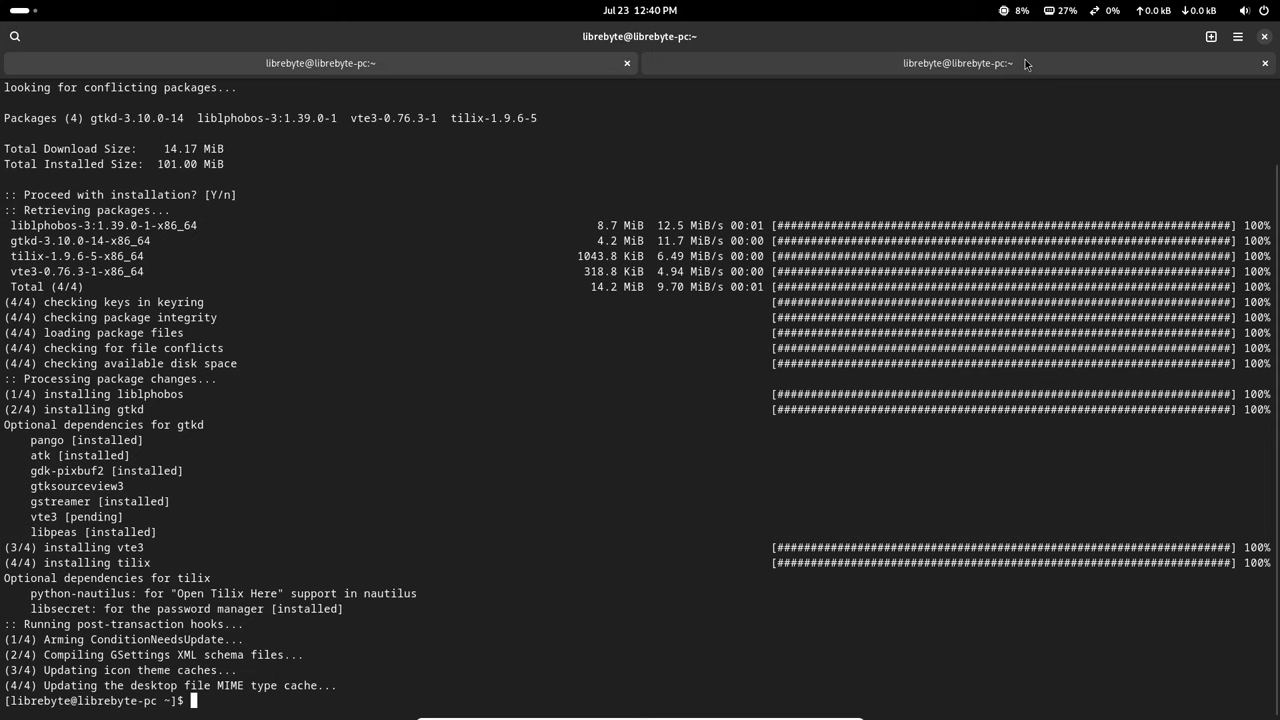 Jul 23  12:40 PM
8%  27%  0%  0.0 kB  0.0 kB
librebyte@librebyte-pc:~
librebyte@librebyte-pc:~  librebyte@librebyte-pc:~
looking for conflicting packages...
Packages (4) gtkd-3.10.0-14  liblphobos-3:1.39.0-1  vte3-0.76.3-1  tilix-1.9.6-5
Total Download Size:   14.17 MiB
Total Installed Size:  101.00 MiB
:: Proceed with installation? [Y/n]
:: Retrieving packages...
liblphobos-3:1.39.0-1-x86_64  8.7 MiB  12.5 MiB/s 00:01 [######################################################################] 100%
gtkd-3.10.0-14-x86_64  4.2 MiB  11.7 MiB/s 00:00 [######################################################################] 100%
tilix-1.9.6-5-x86_64  1043.8 KiB  6.49 MiB/s 00:00 [######################################################################] 100%
vte3-0.76.3-1-x86_64  318.8 KiB  4.94 MiB/s 00:00 [######################################################################] 100%
Total (4/4)  14.2 MiB  9.70 MiB/s 00:01 [######################################################################] 100%
(4/4) checking keys in keyring  [######################################################################] 100%
(4/4) checking package integrity  [######################################################################] 100%
(4/4) loading package files  [######################################################################] 100%
(4/4) checking for file conflicts  [######################################################################] 100%
(4/4) checking available disk space  [######################################################################] 100%
:: Processing package changes...
(1/4) installing liblphobos  [######################################################################] 100%
(2/4) installing gtkd  [######################################################################] 100%
Optional dependencies for gtkd
pango [installed]
atk [installed]
gdk-pixbuf2 [installed]
gtksourceview3
gstreamer [installed]
vte3 [pending]
libpeas [installed]
(3/4) installing vte3  [######################################################################] 100%
(4/4) installing tilix  [######################################################################] 100%
Optional dependencies for tilix
python-nautilus: for "Open Tilix Here" support in nautilus
libsecret: for the password manager [installed]
:: Running post-transaction hooks...
(1/4) Arming ConditionNeedsUpdate...
(2/4) Compiling GSettings XML schema files...
(3/4) Updating icon theme caches...
(4/4) Updating the desktop file MIME type cache...
[librebyte@librebyte-pc ~]$